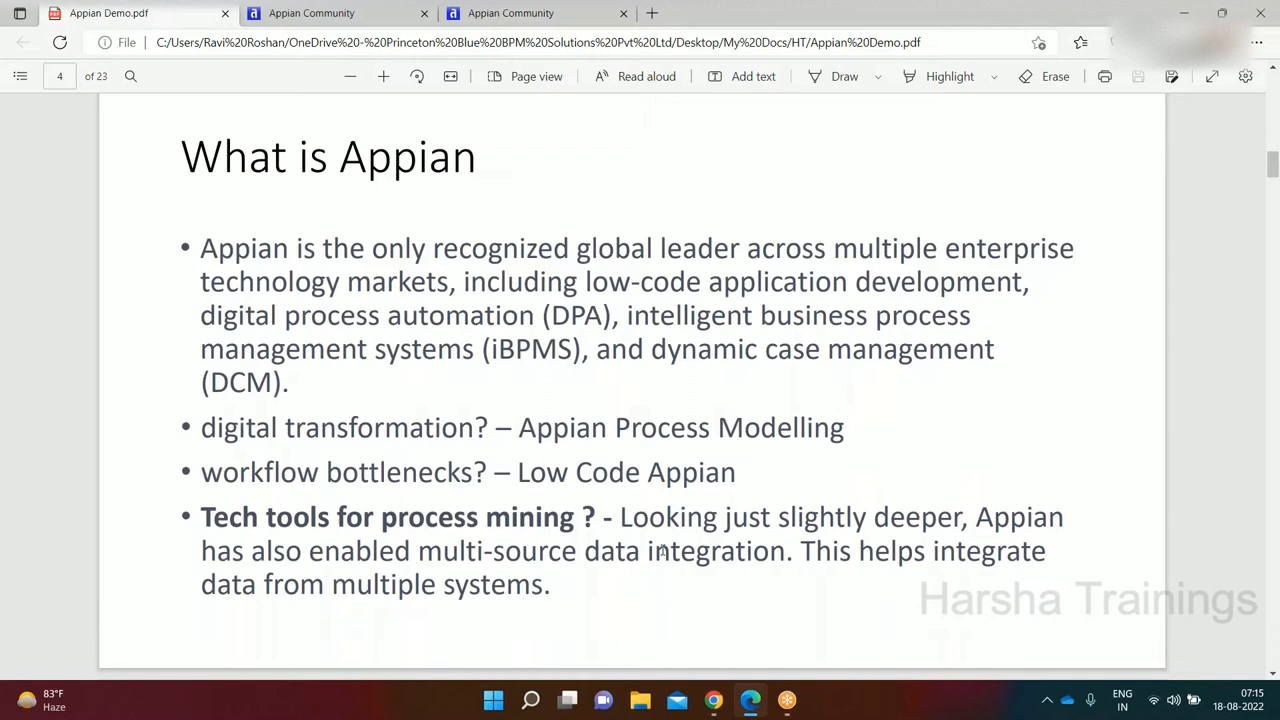 Appian Demo.pdf
Appian Community
Appian Community
File
C:/Users/Ravi%20Roshan/OneDrive%20-%20Princeton%20Blue%20BPM%20Solutions%20Pvt%20Ltd/Desktop/My%20Docs/HT/Appian%20Demo.pdf
4 of 23
Page view
Read aloud
Add text
Draw
Highlight
Erase
What is Appian
• Appian is the only recognized global leader across multiple enterprise
technology markets, including low-code application development,
digital process automation (DPA), intelligent business process
management systems (iBPMS), and dynamic case management
(DCM).
• digital transformation? – Appian Process Modelling
• workflow bottlenecks? – Low Code Appian
• Tech tools for process mining ? - Looking just slightly deeper, Appian
has also enabled multi-source data integration. This helps integrate
data from multiple systems.
Harsha Trainings
83°F
Haze
ENG
IN
07:15
18-08-2022